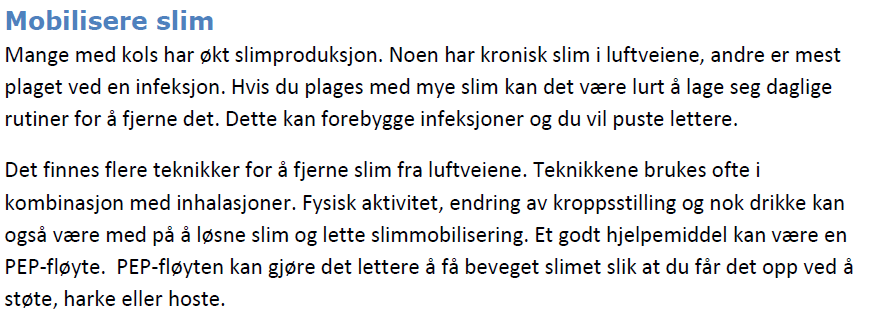 Mobilisere slim
Mange med kols har økt slimproduksjon. Noen har kronisk slim i luftveiene, andre er mest
plaget ved en infeksjon. Hvis du plages med mye slim kan det være lurt å lage seg daglige
rutiner for å fjerne det. Dette kan forebygge infeksjoner og du vil puste lettere.
Det finnes flere teknikker for å fjerne slim fra luftveiene. Teknikkene brukes ofte i
kombinasjon med inhalasjoner. Fysisk aktivitet, endring av kroppsstilling og nok drikke kan
også være med på å løsne slim og lette slimmobilisering. Et godt hjelpemiddel kan være en
PEP-fløyte.  PEP-fløyten kan gjøre det lettere å få beveget slimet slik at du får det opp ved å
støte, harke eller hoste.